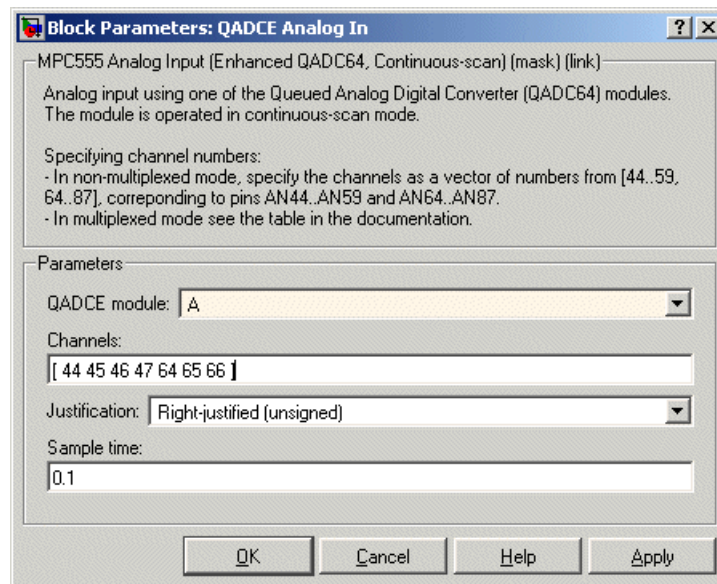 Block Parameters: QADCE Analog In
MPC555 Analog Input (Enhanced QADC64, Continuous-scan) (mask) (link)
Analog input using one of the Queued Analog Digital Converter (QADC64) modules.
The module is operated in continuous-scan mode.
Specifying channel numbers:
- In non-multiplexed mode, specify the channels as a vector of numbers from [44..59,
64..87], correponding to pins AN44..AN59 and AN64..AN87.
- In multiplexed mode see the table in the documentation.
Parameters
QADCE module: A
Channels:
[ 44 45 46 47 64 65 66 ]
Justification: Right-justified (unsigned)
Sample time:
0.1
OK Cancel Help Apply